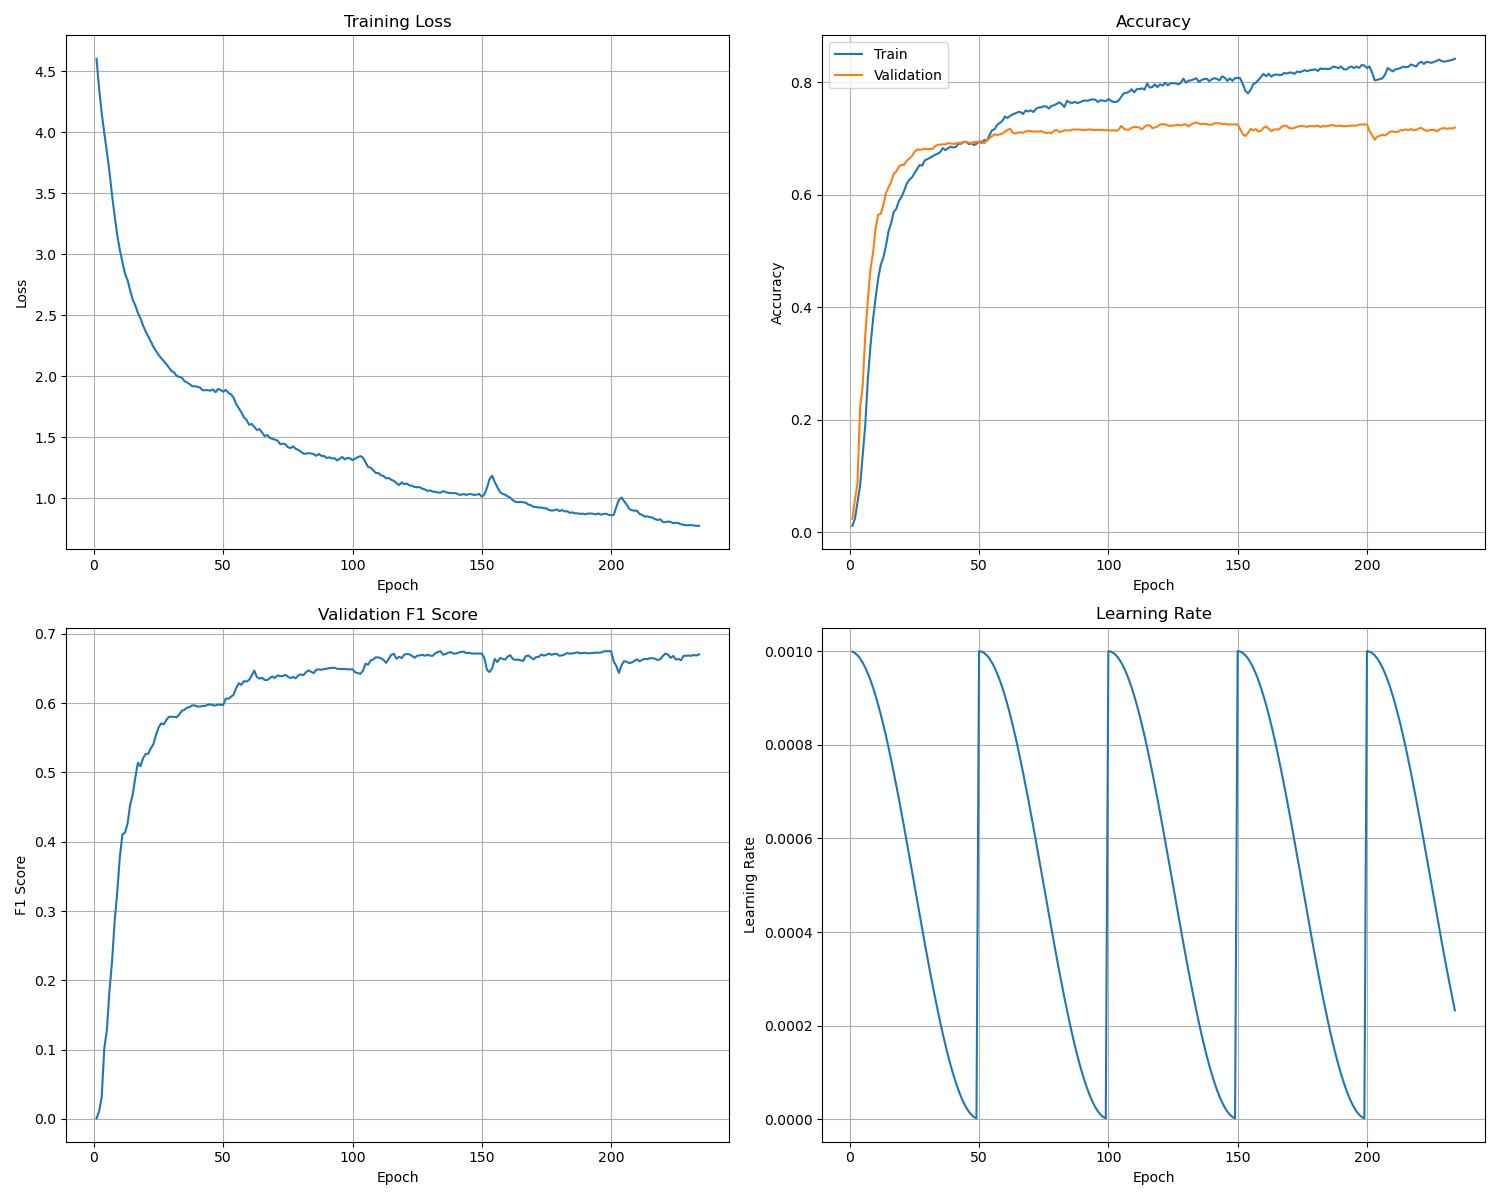 Training Loss
4.5
4.0
3.5
3.0
2.5
2.0
1.5
1.0
Loss
0 50 100 150 200
Epoch
Accuracy
Train
Validation
0.8
0.6
0.4
0.2
0.0
Accuracy
0 50 100 150 200
Epoch
Validation F1 Score
0.7
0.6
0.5
0.4
0.3
0.2
0.1
0.0
F1 Score
0 50 100 150 200
Epoch
Learning Rate
0.0010
0.0008
0.0006
0.0004
0.0002
0.0000
Learning Rate
0 50 100 150 200
Epoch